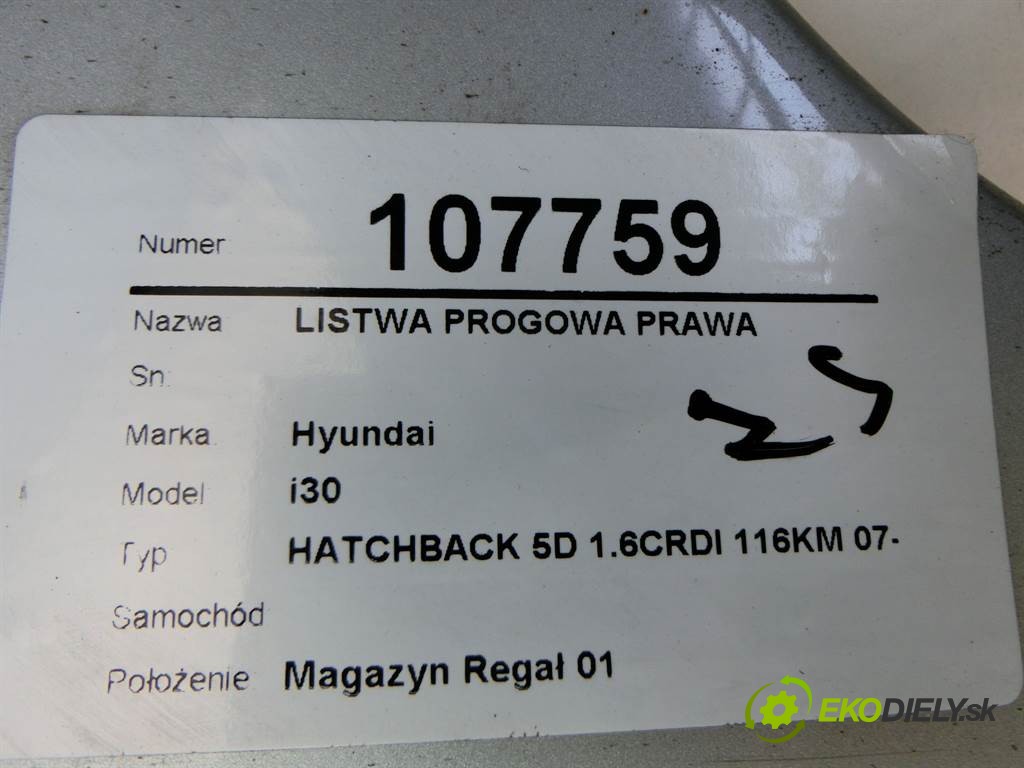 Numer 107759
Nazwa LISTWA PROGOWA PRAWA
Sn:
Marka Hyundai
Model i30
Typ HATCHBACK 5D 1.6CRDI 116KM 07-
Samochód
Położenie Magazyn Regał 01
EKODIELY.sk